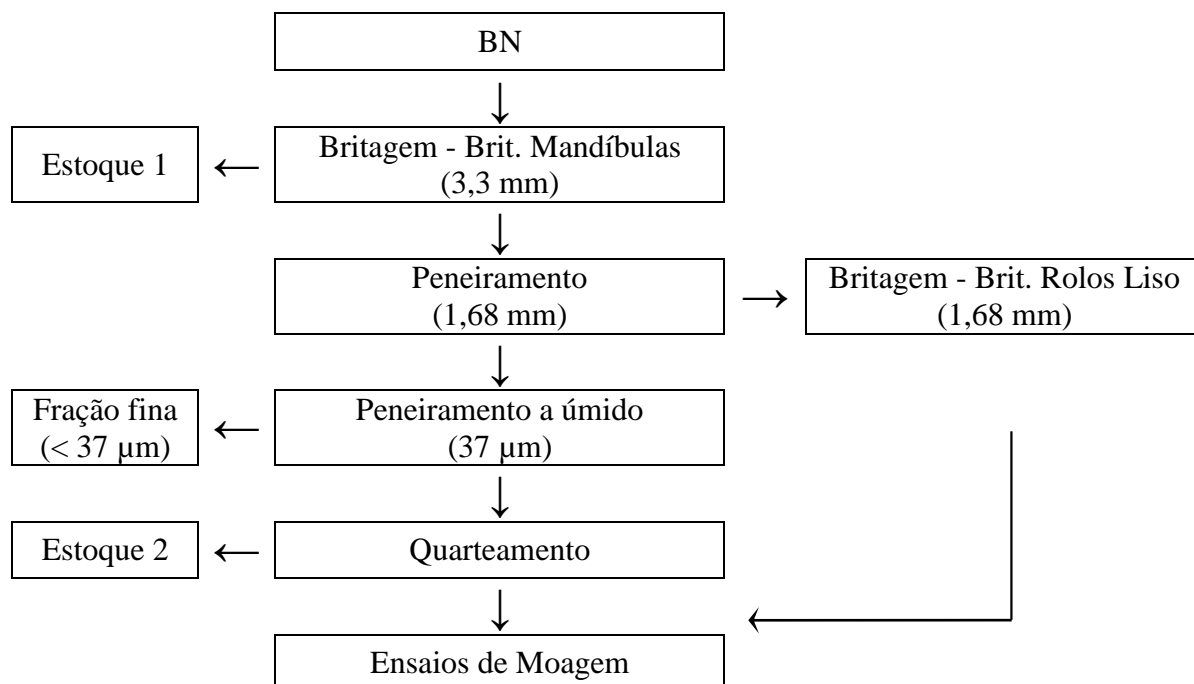 BN
Estoque 1
Britagem - Brit. Mandíbulas
(3,3 mm)
Peneiramento
(1,68 mm)
Britagem - Brit. Rolos Liso
(1,68 mm)
Fração fina
(< 37 µm)
Peneiramento a úmido
(37 µm)
Estoque 2
Quarteamento
Ensaios de Moagem